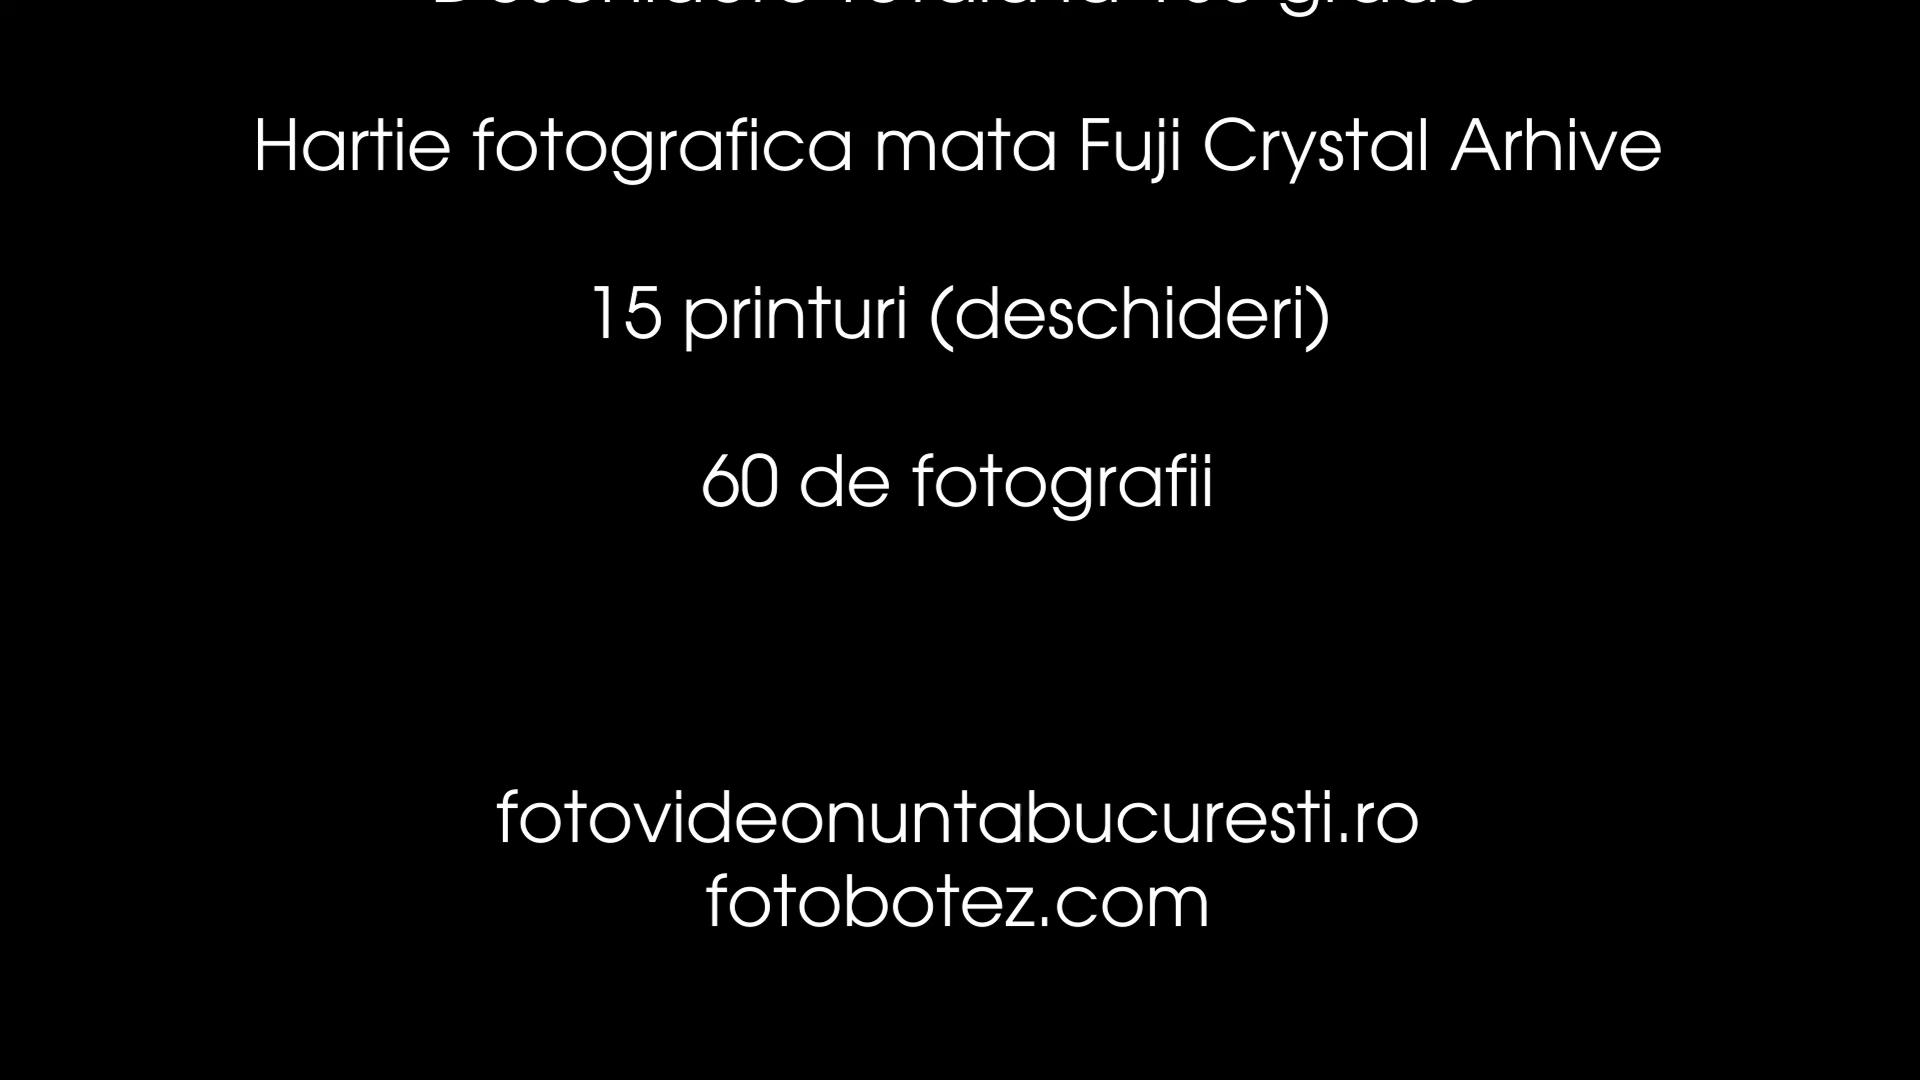 Hartie fotografica mata Fuji Crystal Arhive
15 printuri (deschideri)
60 de fotografii
fotovideonuntabucuresti.ro
fotobotez.com